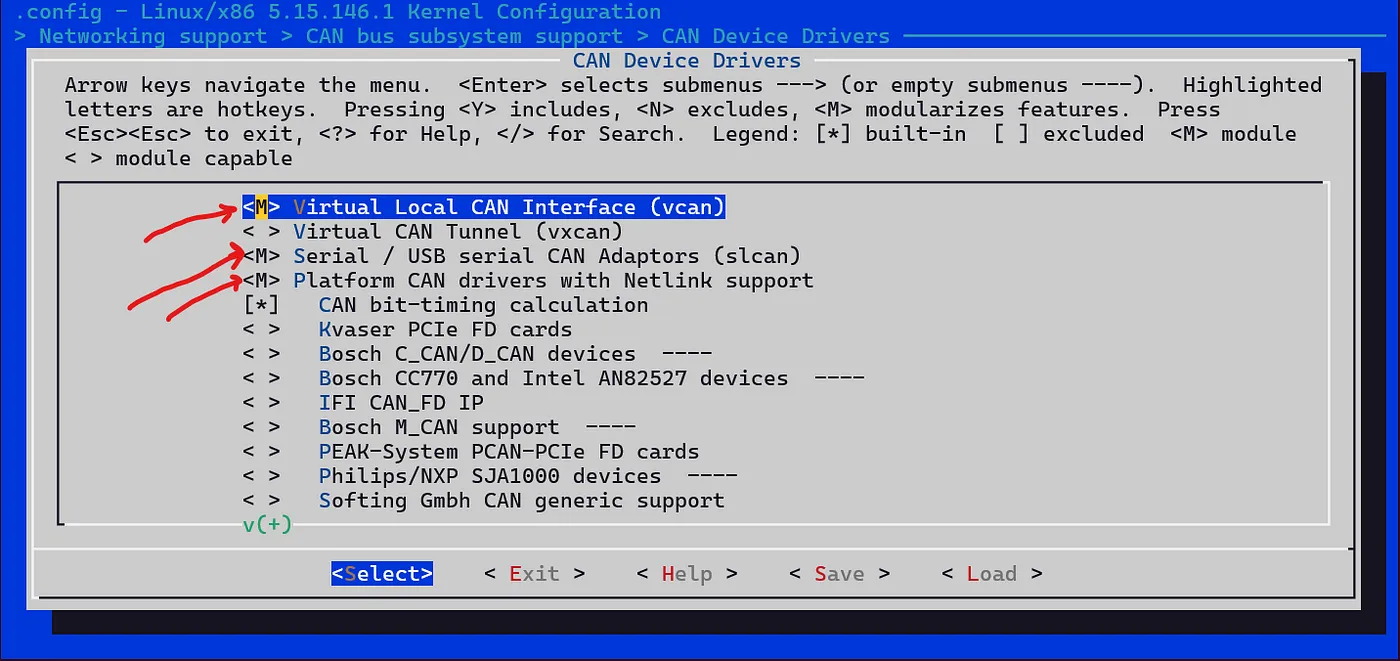 .config - Linux/x86 5.15.146.1 Kernel Configuration
> Networking support > CAN bus subsystem support > CAN Device Drivers
CAN Device Drivers
Arrow keys navigate the menu.  <Enter> selects submenus ---> (or empty submenus ----).  Highlighted
letters are hotkeys.  Pressing <Y> includes, <N> excludes, <M> modularizes features.  Press
<Esc><Esc> to exit, <?> for Help, </> for Search.  Legend: [*] built-in  [ ] excluded  <M> module
< > module capable
<M> Virtual Local CAN Interface (vcan)
< > Virtual CAN Tunnel (vxcan)
<M> Serial / USB serial CAN Adaptors (slcan)
<M> Platform CAN drivers with Netlink support
[*]   CAN bit-timing calculation
< >   Kvaser PCIe FD cards
< >   Bosch C_CAN/D_CAN devices  ----
< >   Bosch CC770 and Intel AN82527 devices  ----
< >   IFI CAN_FD IP
< >   Bosch M_CAN support  ----
< >   PEAK-System PCAN-PCIe FD cards
< >   Philips/NXP SJA1000 devices  ----
< >   Softing Gmbh CAN generic support
v(+)
<Select>    < Exit >    < Help >    < Save >    < Load >